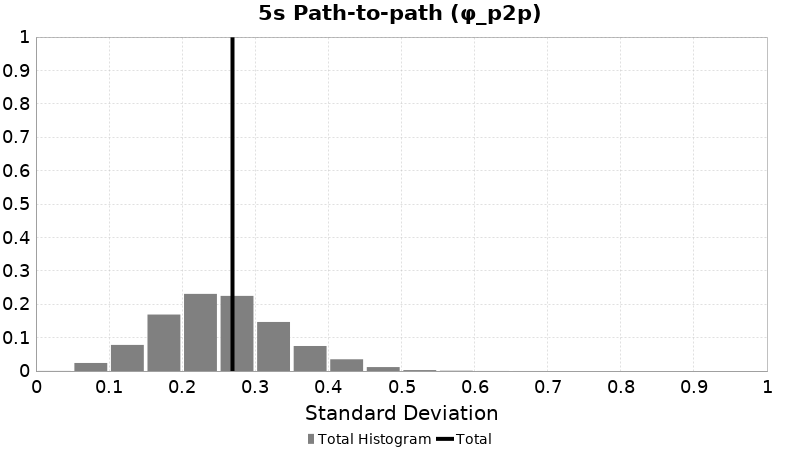 5s Path-to-path (φ_p2p)
1
0.9
0.8
0.7
0.6
0.5
0.4
0.3
0.2
0.1
0
0 0.1 0.2 0.3 0.4 0.5 0.6 0.7 0.8 0.9 1
Standard Deviation
Total Histogram Total